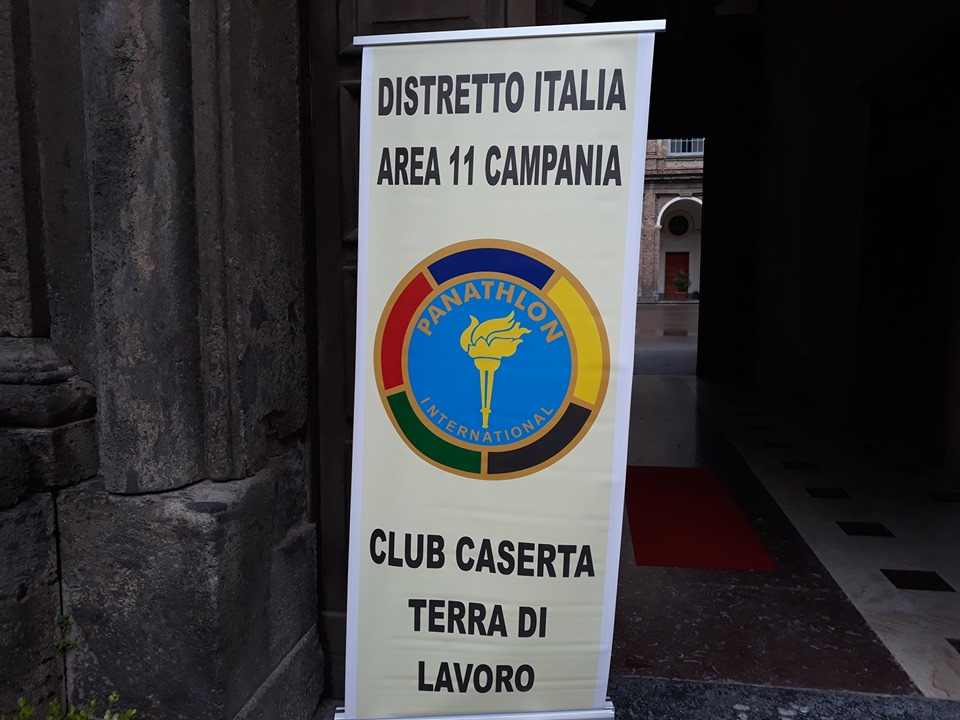 DISTRETTO ITALIA
AREA 11 CAMPANIA
PANATHLON
INTERNATIONAL
CLUB CASERTA
TERRA DI
LAVORO